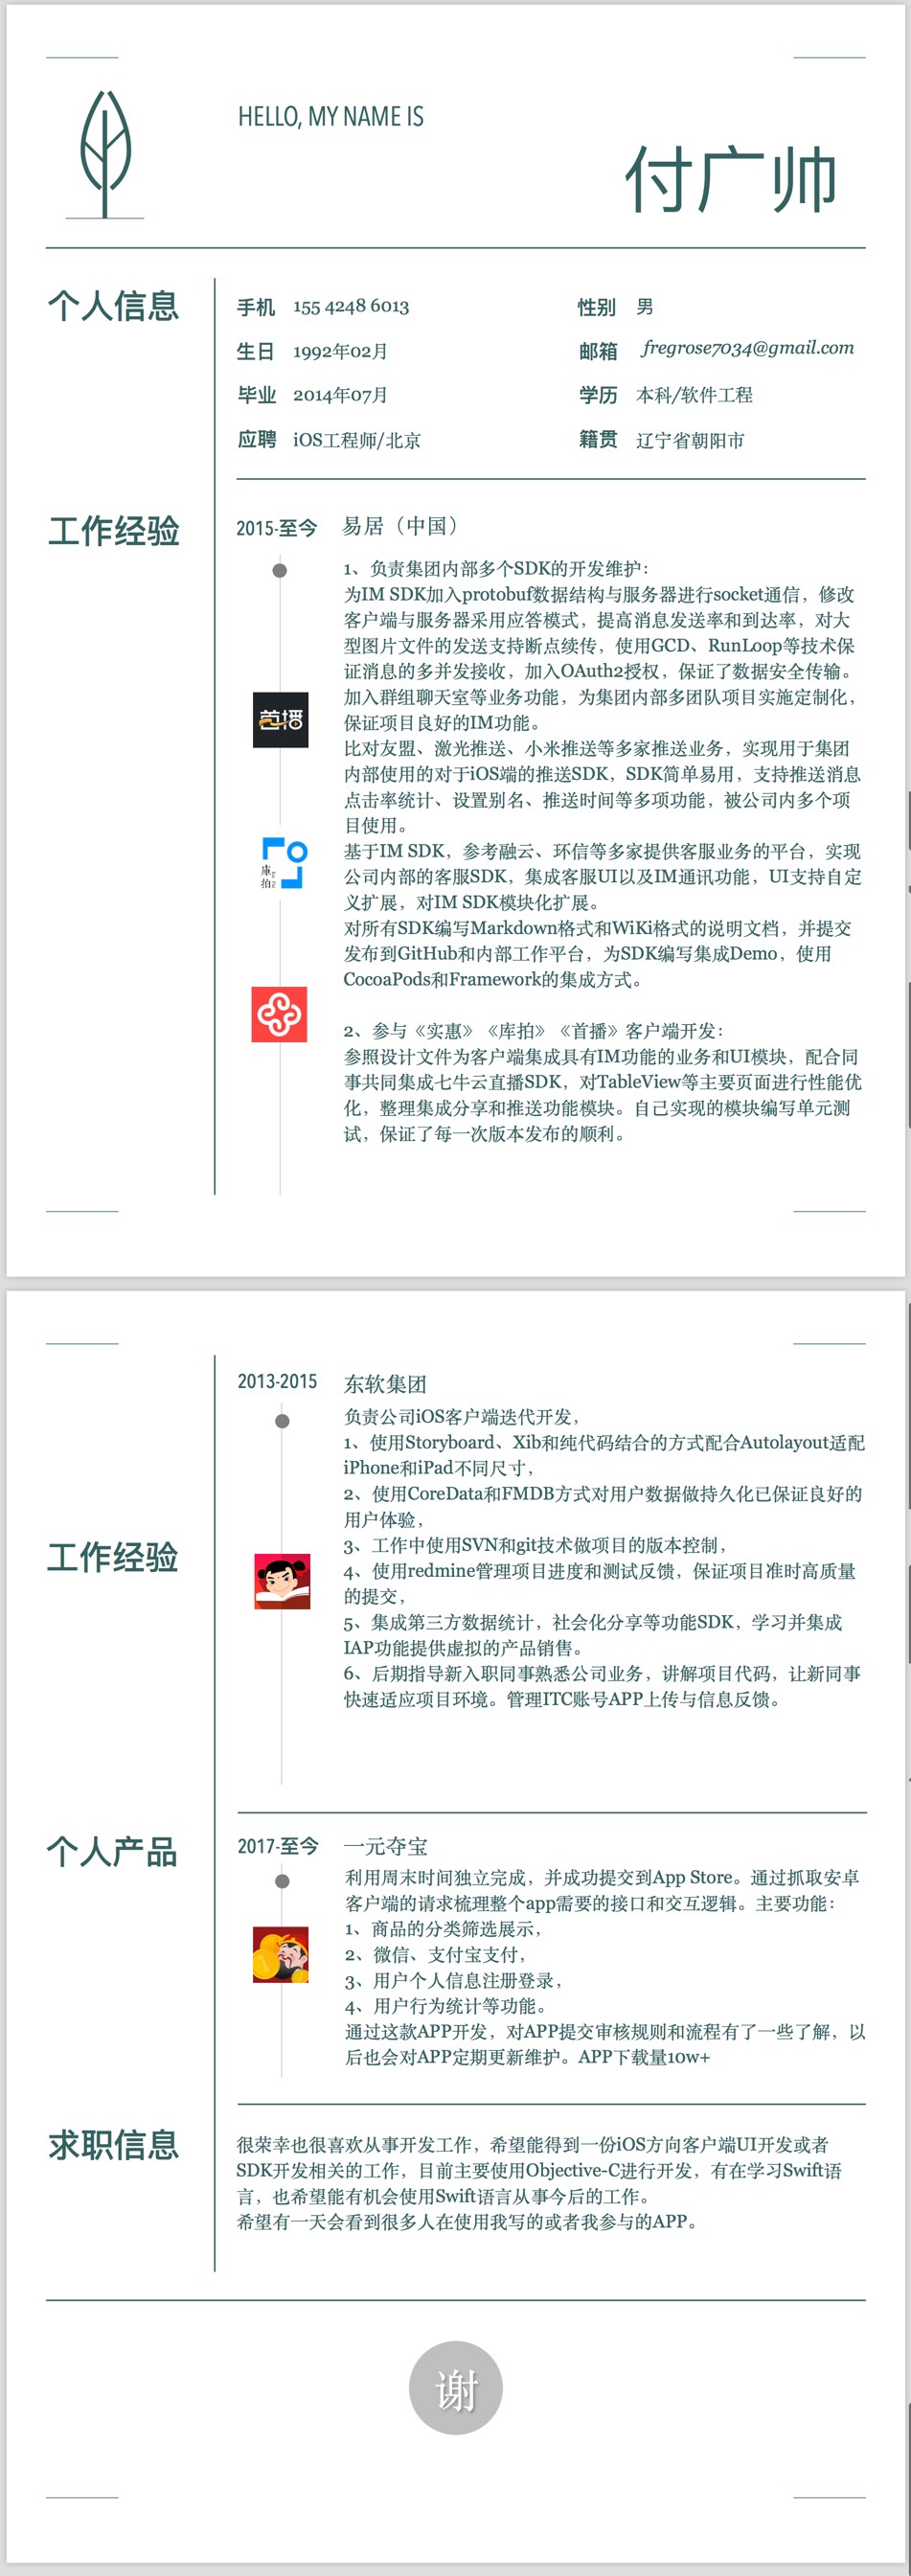 HELLO, MY NAME IS
付广帅
个人信息
手机 155 4248 6013 性别 男
生日 1992年02月 邮箱 fregrose7034@gmail.com
毕业 2014年07月 学历 本科/软件工程
应聘 iOS工程师/北京 籍贯 辽宁省朝阳市
工作经验
2015-至今 易居（中国）
1、负责集团内部多个SDK的开发维护：
为IM SDK加入protobuf数据结构与服务器进行socket通信，修改
客户端与服务器采用应答模式，提高消息发送率和到达率，对大
型图片文件的发送支持断点续传，使用GCD、RunLoop等技术保
证消息的多并发接收，加入OAuth2授权，保证了数据安全传输。
加入群组聊天室等业务功能，为集团内部多团队项目实施定制化，
保证项目良好的IM功能。
比对友盟、激光推送、小米推送等多家推送业务，实现用于集团
内部使用的对于iOS端的推送SDK，SDK简单易用，支持推送消息
点击率统计、设置别名、推送时间等多项功能，被公司内多个项
目使用。
基于IM SDK，参考融云、环信等多家提供客服业务的平台，实现
公司内部的客服SDK，集成客服UI以及IM通讯功能，UI支持自定
义扩展，对IM SDK模块化扩展。
对所有SDK编写Markdown格式和WiKi格式的说明文档，并提交
发布到GitHub和内部工作平台，为SDK编写集成Demo，使用
CocoaPods和Framework的集成方式。
2、参与《实惠》《库拍》《首播》客户端开发：
参照设计文件为客户端集成具有IM功能的业务和UI模块，配合同
事共同集成七牛云直播SDK，对TableView等主要页面进行性能优
化，整理集成分享和推送功能模块。自己实现的模块编写单元测
试，保证了每一次版本发布的顺利。
首播
库拍
2013-2015 东软集团
负责公司iOS客户端迭代开发，
1、使用Storyboard、Xib和纯代码结合的方式配合Autolayout适配
iPhone和iPad不同尺寸，
2、使用CoreData和FMDB方式对用户数据做持久化已保证良好的
用户体验，
3、工作中使用SVN和git技术做项目的版本控制，
4、使用redmine管理项目进度和测试反馈，保证项目准时高质量
的提交，
5、集成第三方数据统计，社会化分享等功能SDK，学习并集成
IAP功能提供虚拟的产品销售。
6、后期指导新入职同事熟悉公司业务，讲解项目代码，让新同事
快速适应项目环境。管理ITC账号APP上传与信息反馈。
工作经验
个人产品
2017-至今 一元夺宝
利用周末时间独立完成，并成功提交到App Store。通过抓取安卓
客户端的请求梳理整个app需要的接口和交互逻辑。主要功能：
1、商品的分类筛选展示，
2、微信、支付宝支付，
3、用户个人信息注册登录，
4、用户行为统计等功能。
通过这款APP开发，对APP提交审核规则和流程有了一些了解，以
后也会对APP定期更新维护。APP下载量10w+
求职信息
很荣幸也很喜欢从事开发工作，希望能得到一份iOS方向客户端UI开发或者
SDK开发相关的工作，目前主要使用Objective-C进行开发，有在学习Swift语
言，也希望能有机会使用Swift语言从事今后的工作。
希望有一天会看到很多人在使用我写的或者我参与的APP。
谢